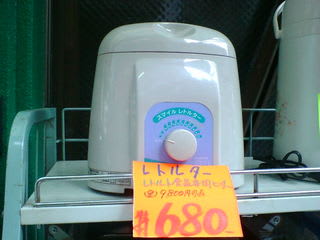 スマイル レトルター
レトルター
レトルト食品専用ヒーター
定 9800円の品
¥680-